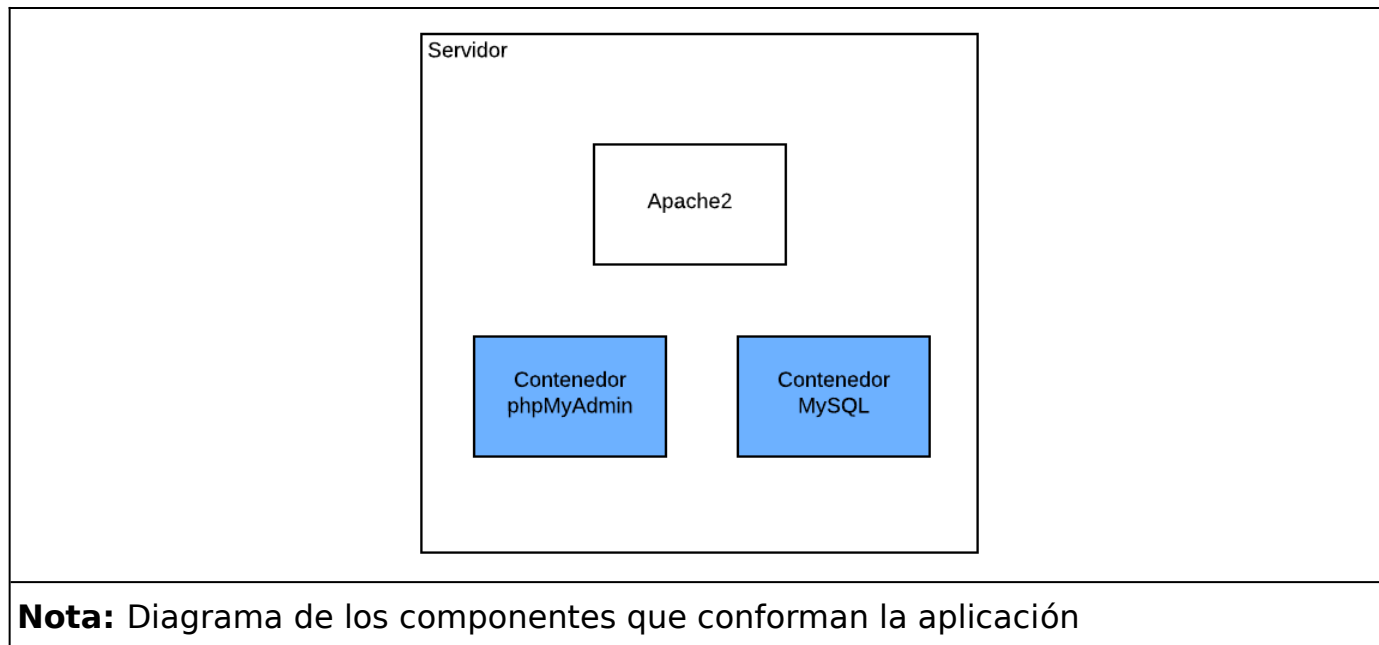 Servidor
Apache2
Contenedor
phpMyAdmin
Contenedor
MySQL
Nota: Diagrama de los componentes que conforman la aplicación